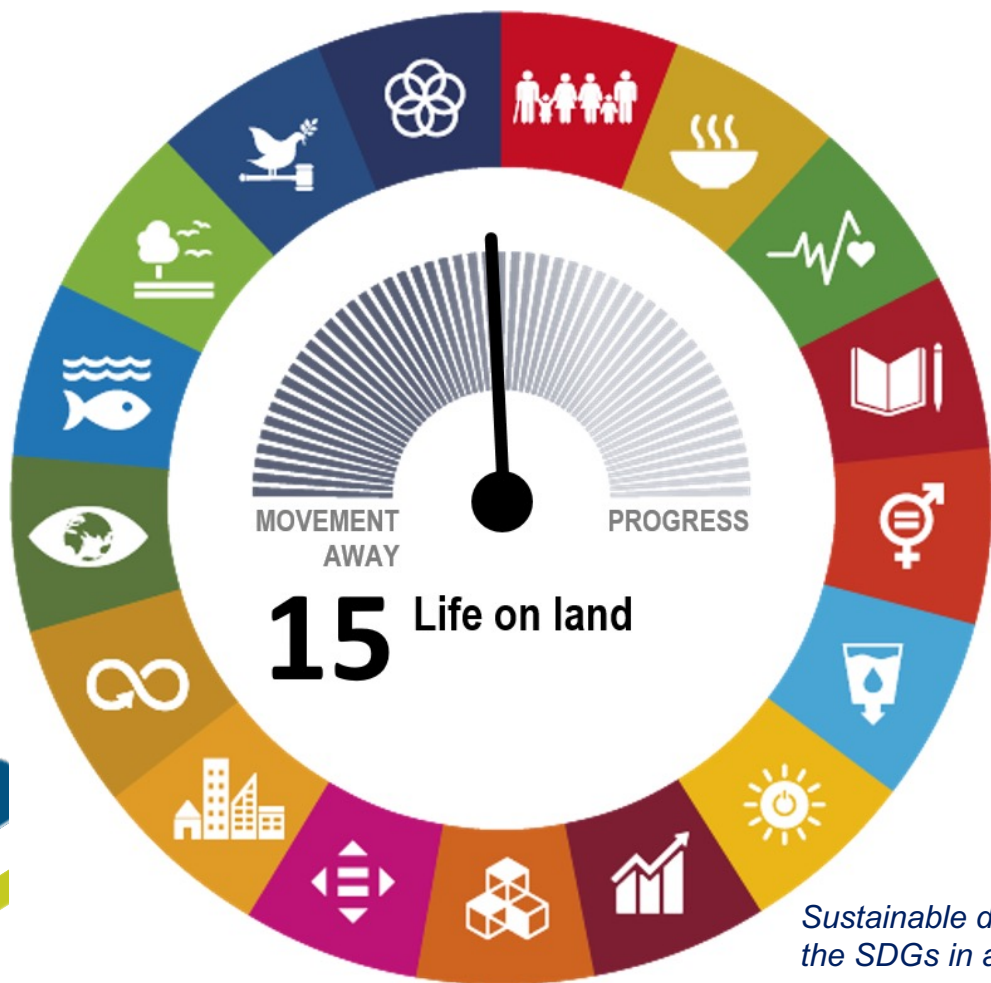 MOVEMENT
AWAY
PROGRESS
15 Life on land
Sustainable
the SDGs in